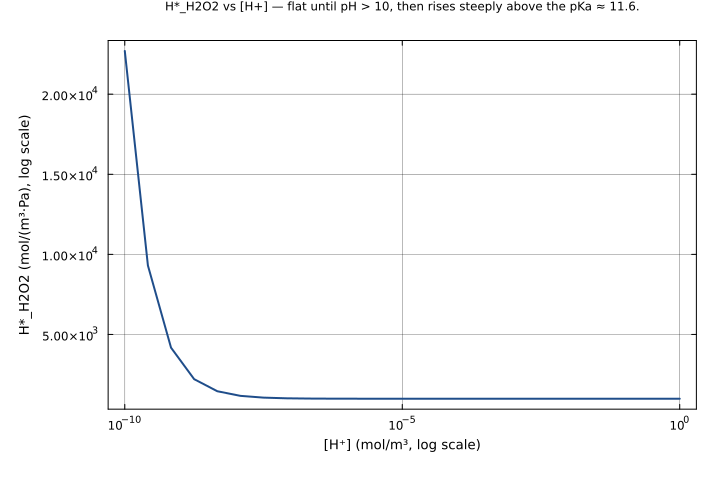 H*_H2O2 vs [H+] — flat until pH > 10, then rises steeply above the pKa ≈ 11.6.
H*_H2O2 (mol/(m³·Pa), log scale)
2.00×10⁴
1.50×10⁴
1.00×10⁴
5.00×10³
10⁻¹⁰
10⁻⁵
10⁰
[H⁺] (mol/m³, log scale)